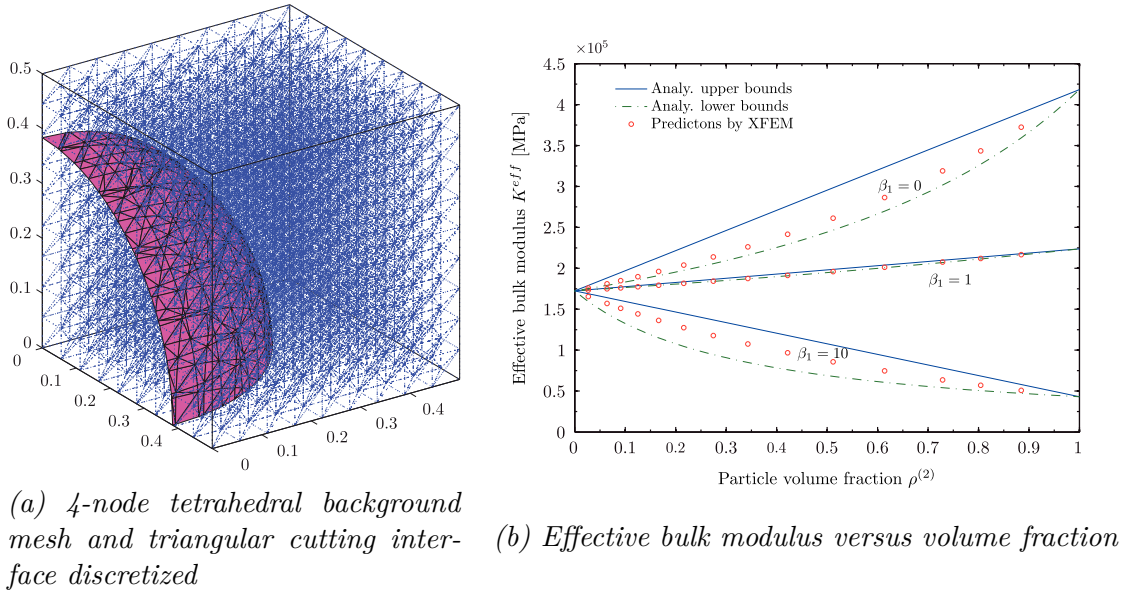 0.5
0.4
0.3
0.2
0.1
0
0.1
0.2
0.3
0.4
0
0.1
0.2
0.3
0.4
(a) 4-node tetrahedral background
mesh and triangular cutting inter-
face discretized
×10⁵
4.5
4
3.5
3
2.5
2
1.5
1
0.5
0
Effective bulk modulus K^{eff} [MPa]
Analy. upper bounds
Analy. lower bounds
Predictons by XFEM
β₁ = 0
β₁ = 1
β₁ = 10
0 0.1 0.2 0.3 0.4 0.5 0.6 0.7 0.8 0.9 1
Particle volume fraction ρ⁽²⁾
(b) Effective bulk modulus versus volume fraction